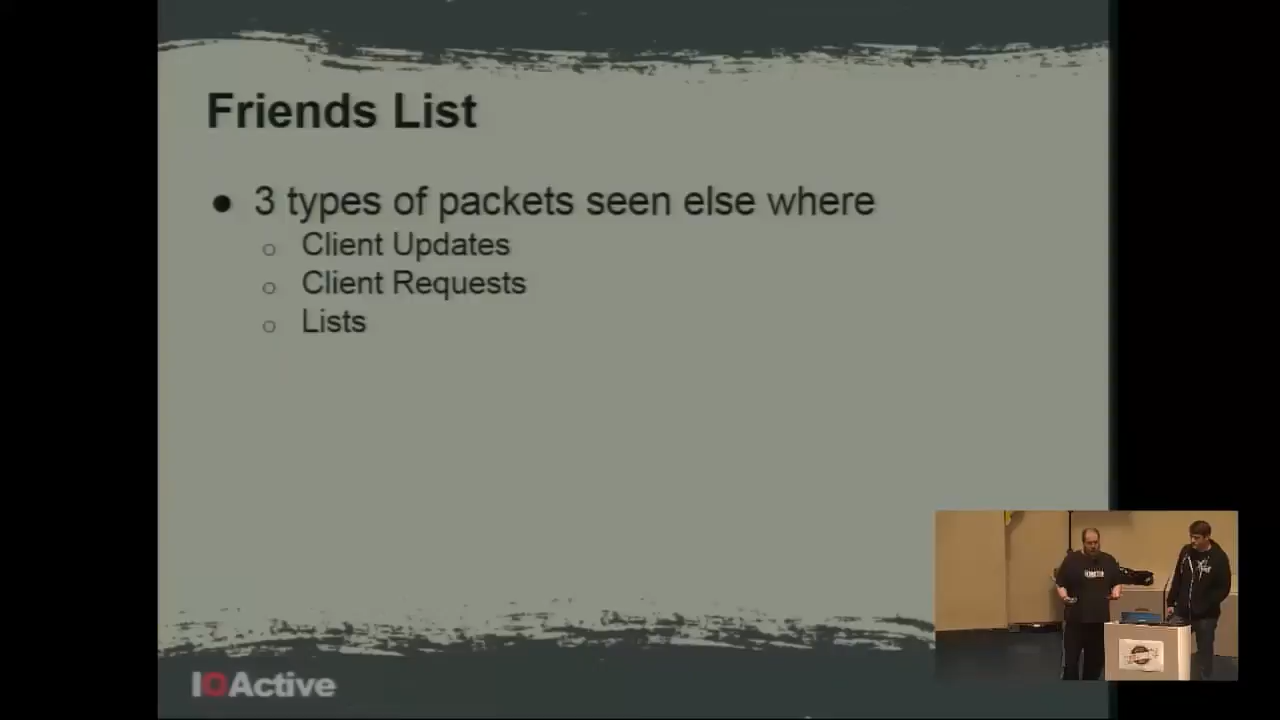 Friends List
● 3 types of packets seen else where
○ Client Updates
○ Client Requests
○ Lists
IOActive